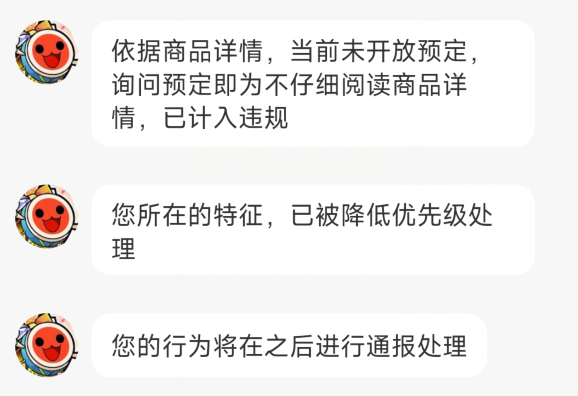 依据商品详情，当前未开放预定，
询问预定即为不仔细阅读商品详
情，已计入违规
您所在的特征，已被降低优先级处
理
您的行为将在之后进行通报处理